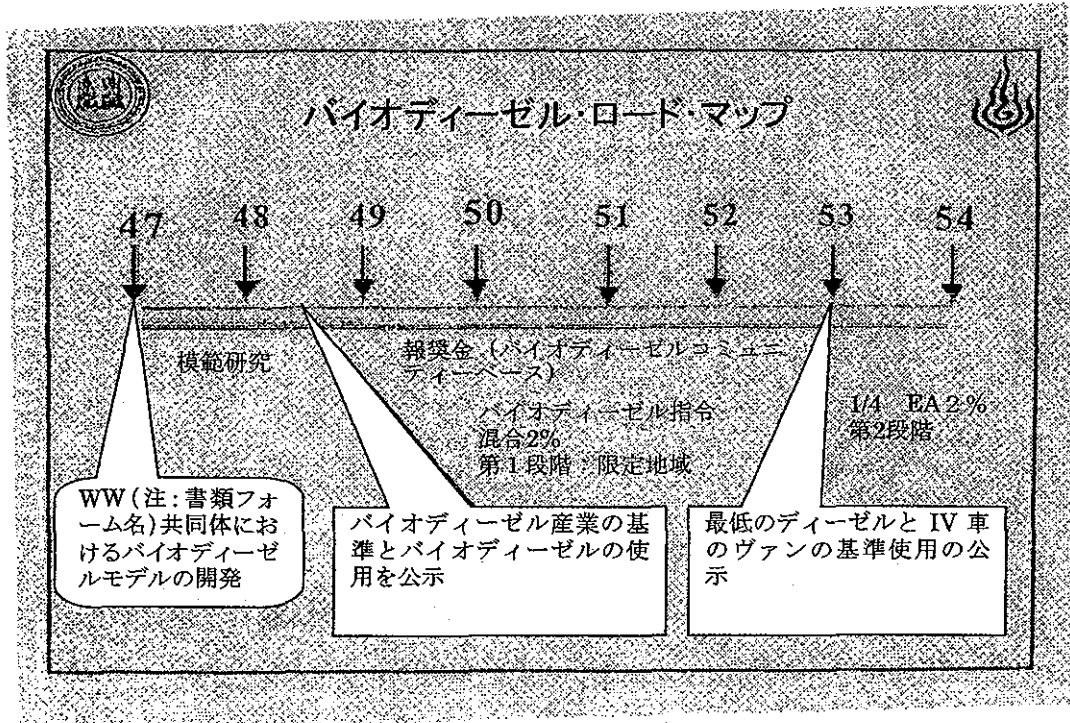 バイオディーゼル・ロード・マップ
47 48 49 50 51 52 53 54
模範研究
報奨金(バイオディーゼルコミュニ
ティーベース)
バイオディーゼル指令
混合2%
第1段階:限定地域
1/4 EA2%
第2段階
WW(注:書類フォ
ーム名)共同体にお
けるバイオディーゼ
ルモデルの開発
バイオディーゼル産業の基
準とバイオディーゼルの使
用を公示
最低のディーゼルと IV 車
のヴァンの基準使用の公
示